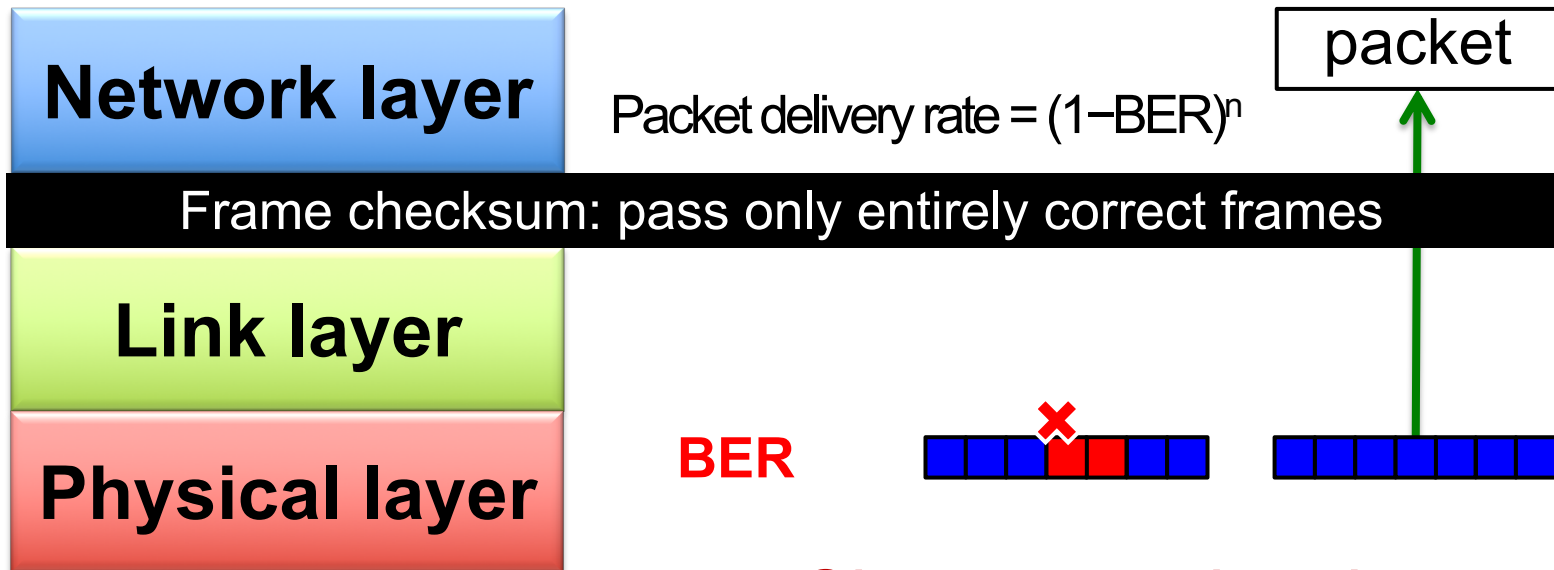 Network layer
packet
Packet delivery rate = (1−BER)ⁿ
Frame checksum: pass only entirely correct frames
Link layer
BER
Physical layer